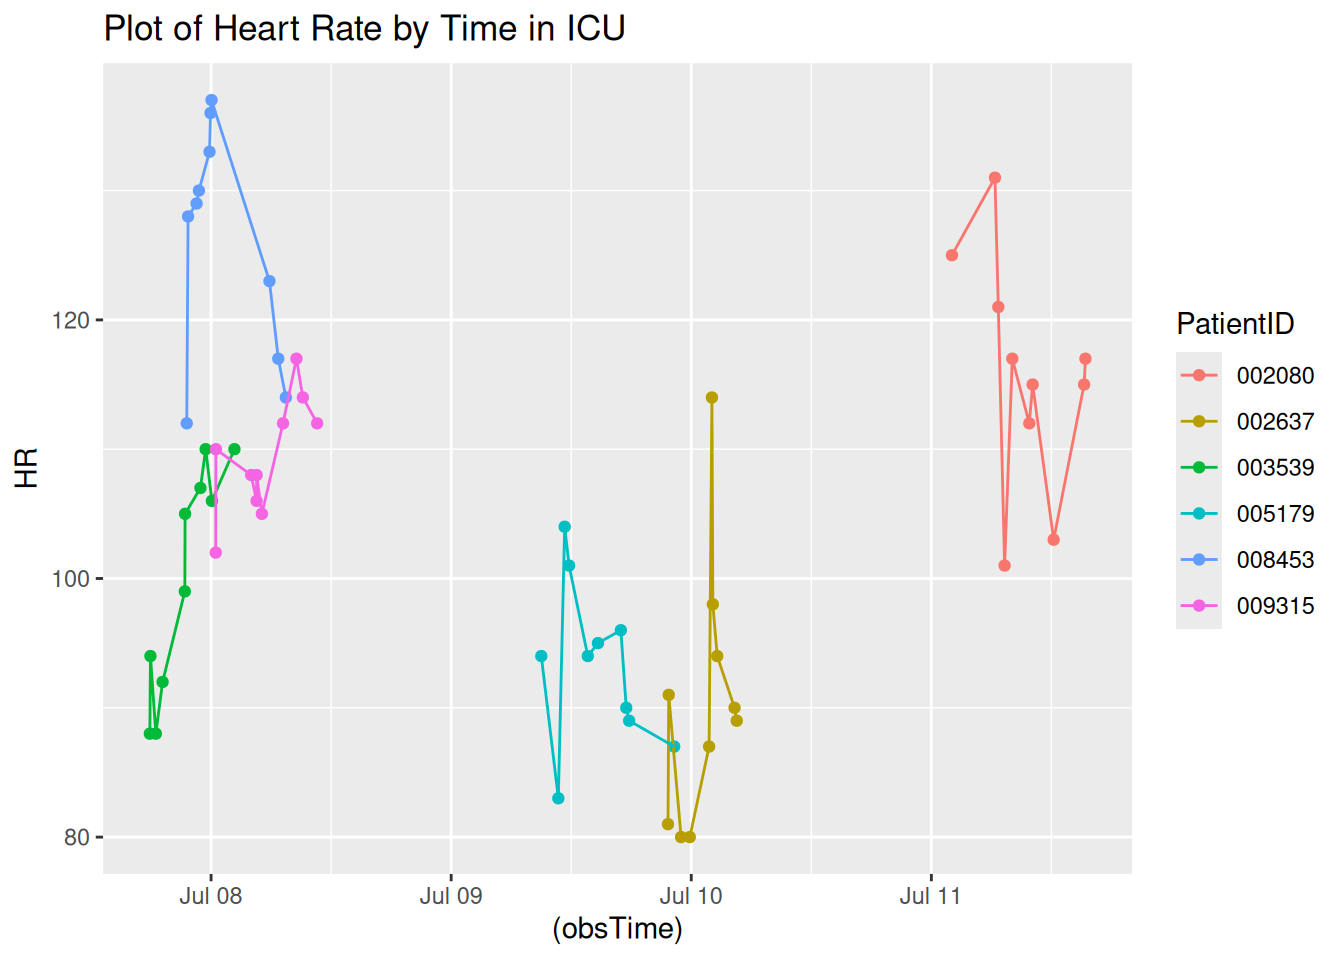 Plot of Heart Rate by Time in ICU
HR
120
100
80
Jul 08 Jul 09 Jul 10 Jul 11
(obsTime)
PatientID
002080
002637
003539
005179
008453
009315